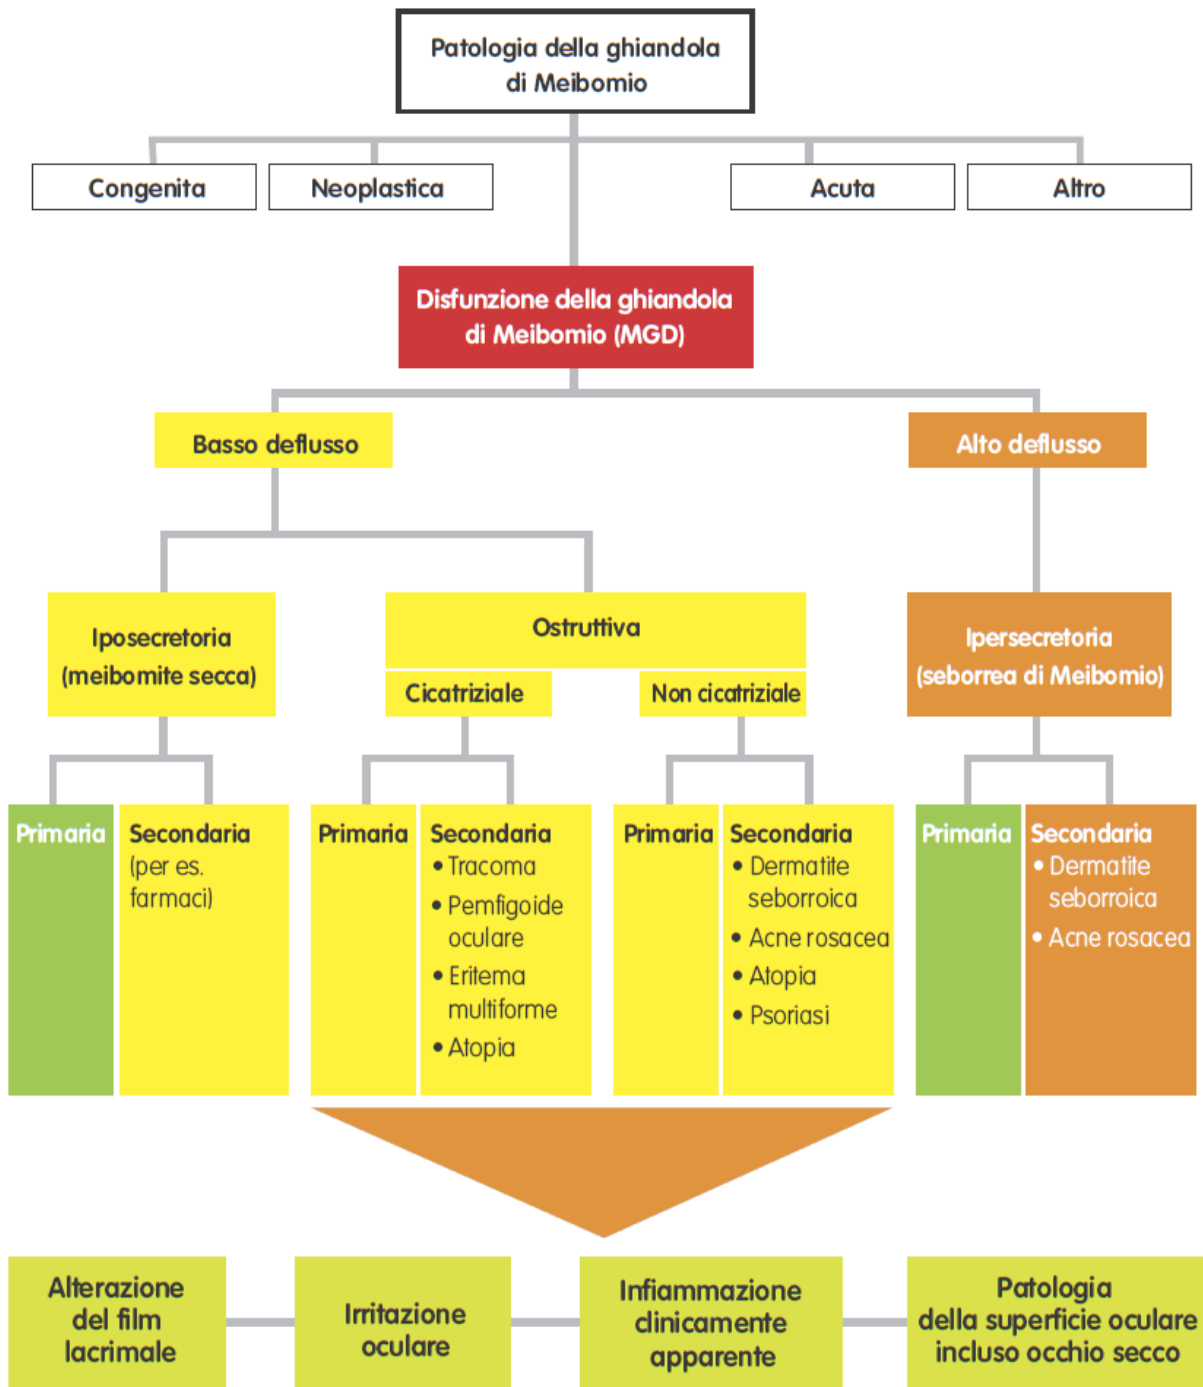 Patologia della ghiandola
di Meibomio
Congenita
Neoplastica
Acuta
Altro
Disfunzione della ghiandola
di Meibomio (MGD)
Basso deflusso
Alto deflusso
Iposecretoria
(meibomite secca)
Ostruttiva
Cicatriziale
Non cicatriziale
Ipersecretoria
(seborrea di Meibomio)
Primaria
Secondaria
(per es.
farmaci)
Primaria
Secondaria
• Tracoma
• Pemfigoide
oculare
• Eritema
multiforme
• Atopia
Primaria
Secondaria
• Dermatite
seborroica
• Acne rosacea
• Atopia
• Psoriasi
Primaria
Secondaria
• Dermatite
seborroica
• Acne rosacea
Alterazione
del film
lacrimale
Irritazione
oculare
Infiammazione
clinicamente
apparente
Patologia
della superficie oculare
incluso occhio secco